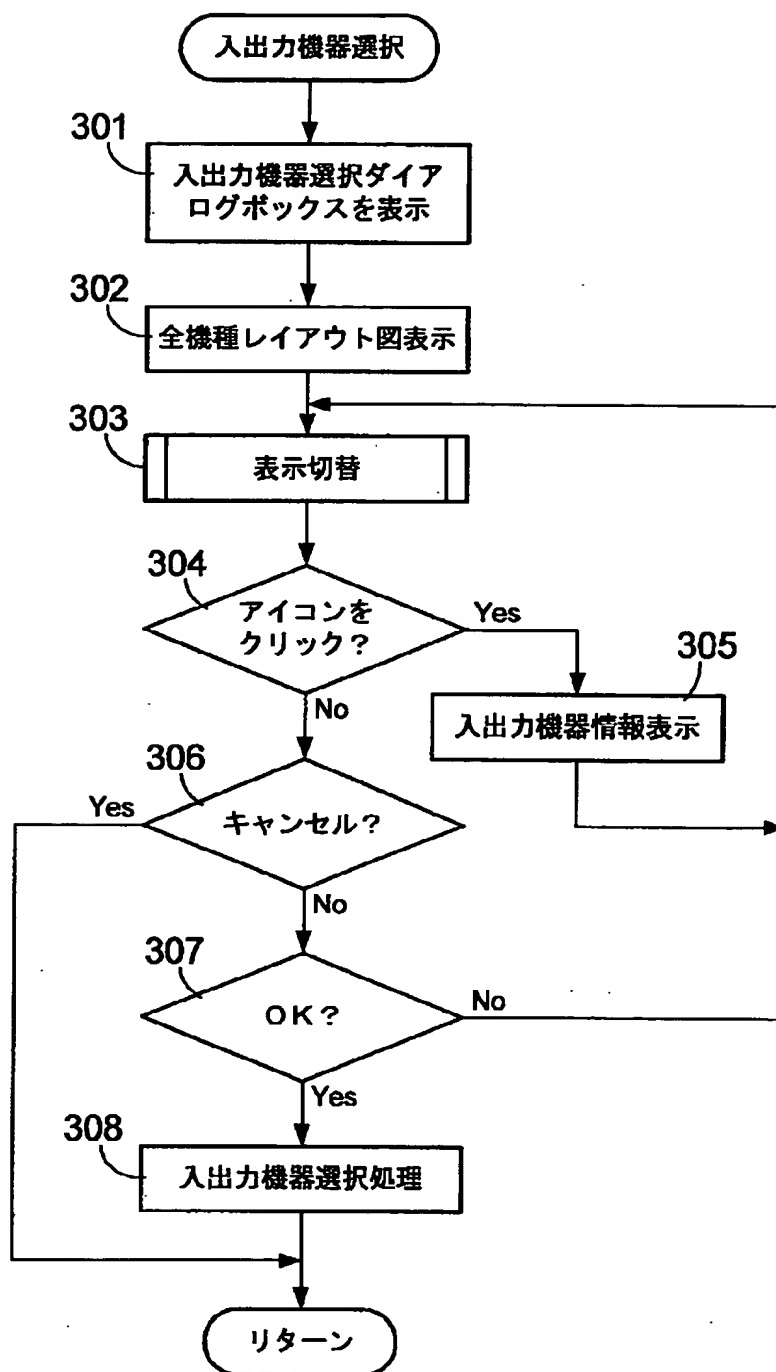 入出力機器選択
301
入出力機器選択ダイア
ログボックスを表示
302
全機種レイアウト図表示
303
表示切替
304
アイコンを
クリック？
Yes
No
305
入出力機器情報表示
306
キャンセル？
Yes
No
307
OK？
No
Yes
308
入出力機器選択処理
リターン